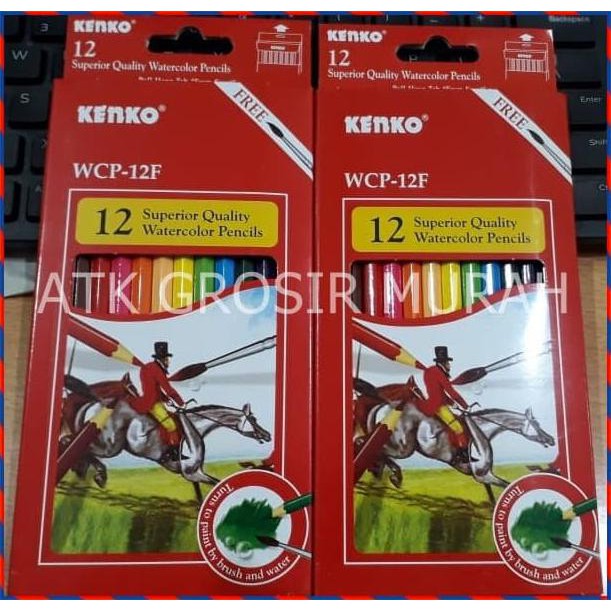 KENKO®
12
Superior Quality Watercolor Pencils
FREE
KENKO®
WCP-12F
12 Superior Quality
Watercolor Pencils
Turns to paint by brush and water
KENKO®
12
Superior Quality Watercolor Pencils
FREE
KENKO®
WCP-12F
12 Superior Quality
Watercolor Pencils
Turns to paint by brush and water
ATK GROSIR MURAH
Backspace
W
S